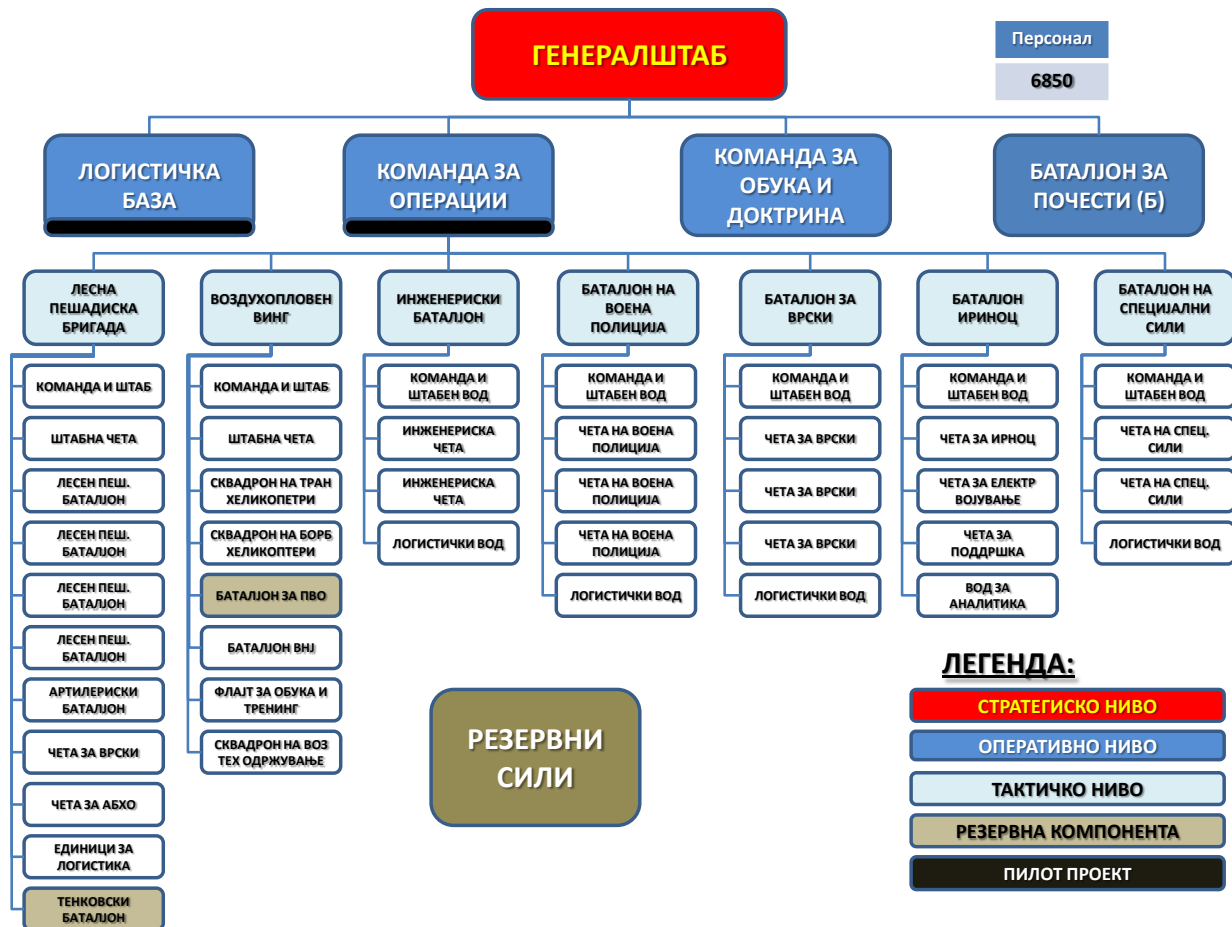 ГЕНЕРАЛШТАБ
Персонал
6850
ЛОГИСТИЧКА
БАЗА
КОМАНДА ЗА
ОПЕРАЦИИ
КОМАНДА ЗА
ОБУКА И
ДОКТРИНА
БАТАЛЈОН ЗА
ПОЧЕСТИ (Б)
ЛЕСНА
ПЕШАДИСКА
БРИГАДА
КОМАНДА И ШТАБ
ШТАБНА ЧЕТА
ЛЕСЕН ПЕШ.
БАТАЛЈОН
ЛЕСЕН ПЕШ.
БАТАЛЈОН
ЛЕСЕН ПЕШ.
БАТАЛЈОН
ЛЕСЕН ПЕШ.
БАТАЛЈОН
АРТИЛЕРИСКИ
БАТАЛЈОН
ЧЕТА ЗА ВРСКИ
ЧЕТА ЗА АБХО
ЕДИНИЦИ ЗА
ЛОГИСТИКА
ТЕНКОВСКИ
БАТАЛЈОН
ВОЗДУХОПЛОВЕН
ВИНГ
КОМАНДА И ШТАБ
ШТАБНА ЧЕТА
СКВАДРОН НА ТРАН
ХЕЛИКОПЕТРИ
СКВАДРОН НА БОРБ
ХЕЛИКОПТЕРИ
БАТАЛЈОН ЗА ПВО
БАТАЛЈОН ВНЈ
ФЛАЈТ ЗА ОБУКА И
ТРЕНИНГ
СКВАДРОН НА ВОЗ
ТЕХ ОДРЖУВАЊЕ
ИНЖЕНЕРИСКИ
БАТАЛЈОН
КОМАНДА И
ШТАБЕН ВОД
ИНЖЕНЕРИСКА
ЧЕТА
ИНЖЕНЕРИСКА
ЧЕТА
ЛОГИСТИЧКИ ВОД
БАТАЛЈОН НА
ВОЕНА
ПОЛИЦИЈА
КОМАНДА И
ШТАБЕН ВОД
ЧЕТА НА ВОЕНА
ПОЛИЦИЈА
ЧЕТА НА ВОЕНА
ПОЛИЦИЈА
ЧЕТА НА ВОЕНА
ПОЛИЦИЈА
ЛОГИСТИЧКИ ВОД
БАТАЛЈОН ЗА
ВРСКИ
КОМАНДА И
ШТАБЕН ВОД
ЧЕТА ЗА ВРСКИ
ЧЕТА ЗА ВРСКИ
ЧЕТА ЗА ВРСКИ
ЛОГИСТИЧКИ ВОД
БАТАЛЈОН
ИРИНОЦ
КОМАНДА И
ШТАБЕН ВОД
ЧЕТА ЗА ИРНОЦ
ЧЕТА ЗА ЕЛЕКТР
ВОЈУВАЊЕ
ЧЕТА ЗА
ПОДДРШКА
ВОД ЗА
АНАЛИТИКА
БАТАЛЈОН НА
СПЕЦИЈАЛНИ
СИЛИ
КОМАНДА И
ШТАБЕН ВОД
ЧЕТА НА СПЕЦ.
СИЛИ
ЧЕТА НА СПЕЦ.
СИЛИ
ЛОГИСТИЧКИ ВОД
РЕЗЕРВНИ
СИЛИ
ЛЕГЕНДА:
СТРАТЕГИСКО НИВО
ОПЕРАТИВНО НИВО
ТАКТИЧКО НИВО
РЕЗЕРВНА КОМПОНЕНТА
ПИЛОТ ПРОЕКТ